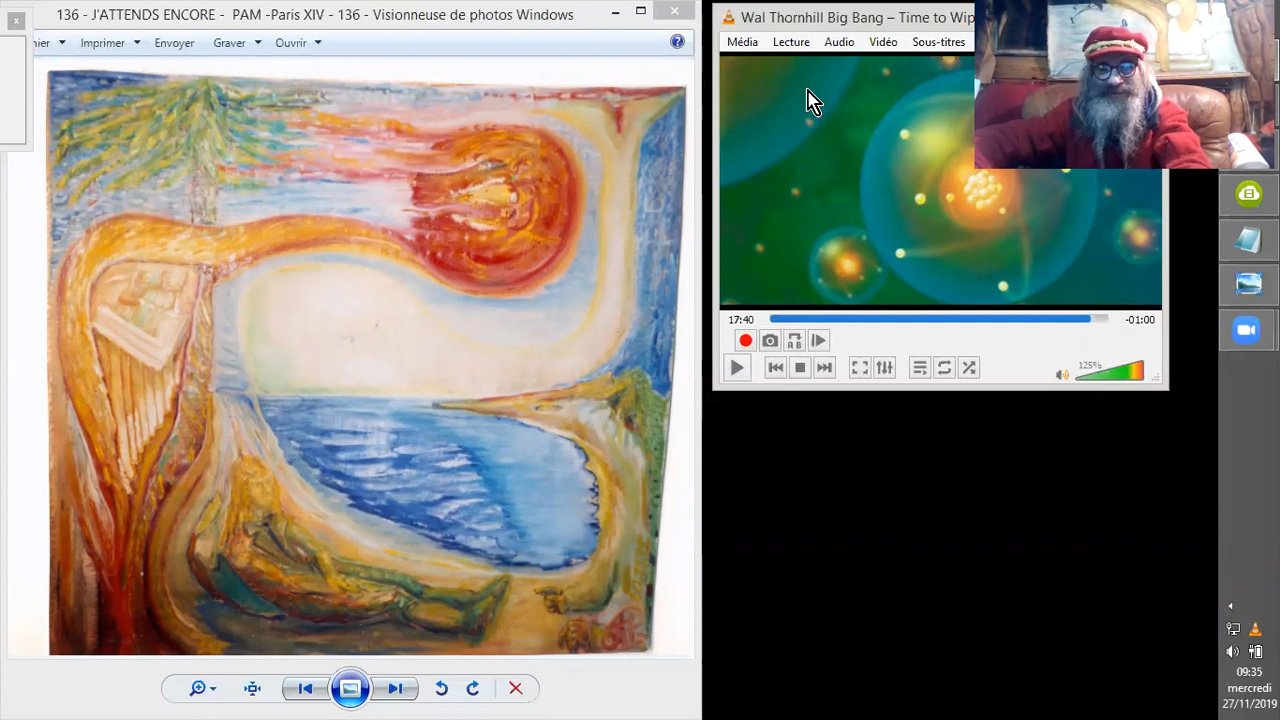 136 - J'ATTENDS ENCORE - PAM -Paris XIV - 136 - Visionneuse de photos Windows
Imprimer
Envoyer
Graver
Ouvrir
Wal Thornhill Big Bang – Time to Wip
Média
Lecture
Audio
Vidéo
Sous-titres
17:40
-01:00
125%
09:35
mercredi
27/11/2019